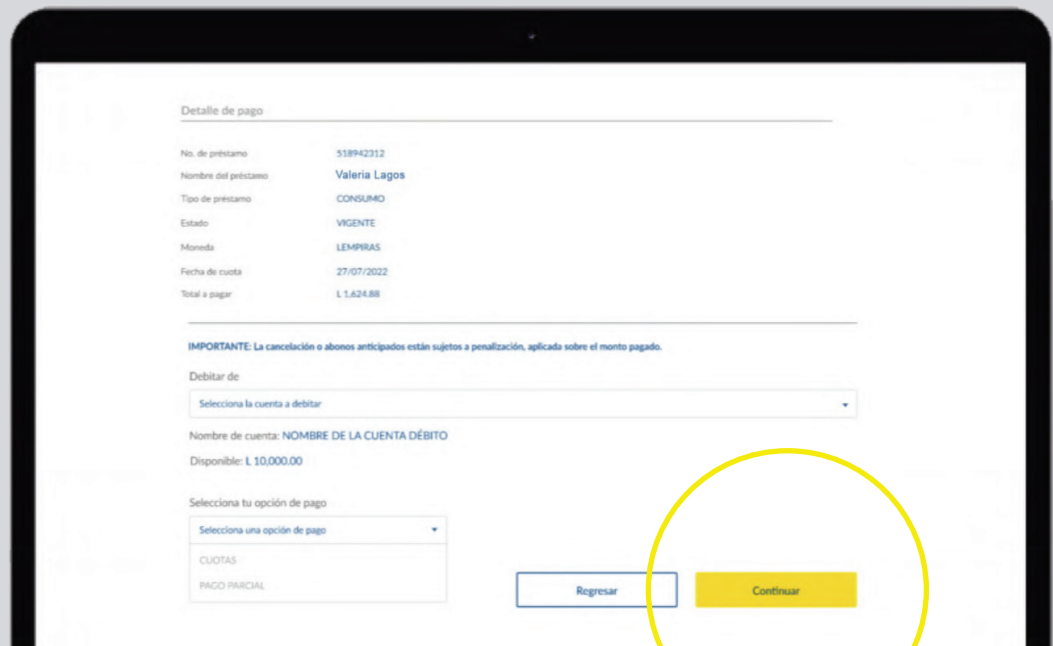 Detalle de pago
No. de préstamo 518942312
Nombre del préstamo Valeria Lagos
Tipo de préstamo CONSUMO
Estado VIGENTE
Moneda LEMPIRAS
Fecha de cuota 27/07/2022
Total a pagar L 1,624.88
IMPORTANTE: La cancelación o abonos anticipados están sujetos a penalización, aplicada sobre el monto pagado.
Debitar de
Selecciona la cuenta a debitar
Nombre de cuenta: NOMBRE DE LA CUENTA DÉBITO
Disponible: L 10,000.00
Selecciona tu opción de pago
Selecciona una opción de pago
CUOTAS
PAGO PARCIAL
Regresar Continuar